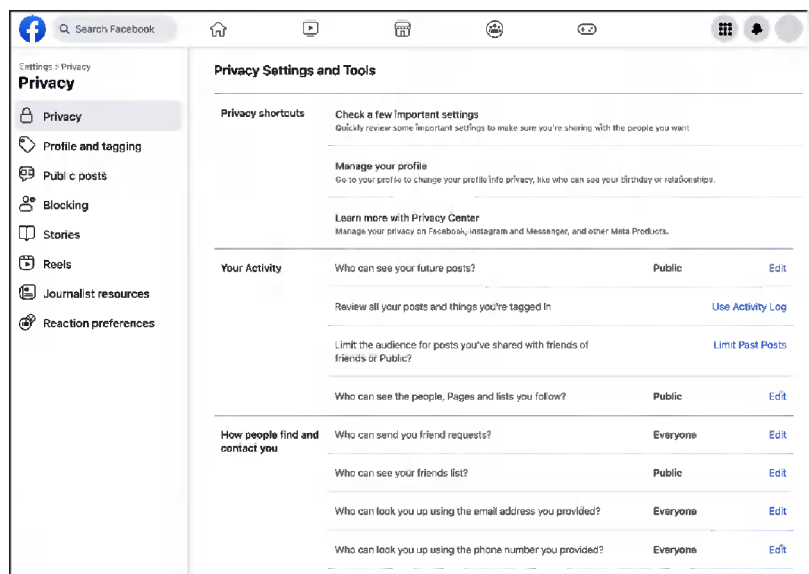 Search Facebook
Settings > Privacy
Privacy
Privacy
Profile and tagging
Public posts
Blocking
Stories
Reels
Journalist resources
Reaction preferences
Privacy Settings and Tools
Privacy shortcuts
Check a few important settings
Quickly review some important settings to make sure you're sharing with the people you want
Manage your profile
Go to your profile to change your profile info privacy, like who can see your birthday or relationships.
Learn more with Privacy Center
Manage your privacy on Facebook, Instagram and Messenger, and other Meta Products.
Your Activity
Who can see your future posts? Public Edit
Review all your posts and things you're tagged in Use Activity Log
Limit the audience for posts you've shared with friends of
friends or Public? Limit Past Posts
Who can see the people, Pages and lists you follow? Public Edit
How people find and
contact you
Who can send you friend requests? Everyone Edit
Who can see your friends list? Public Edit
Who can look you up using the email address you provided? Everyone Edit
Who can look you up using the phone number you provided? Everyone Edit